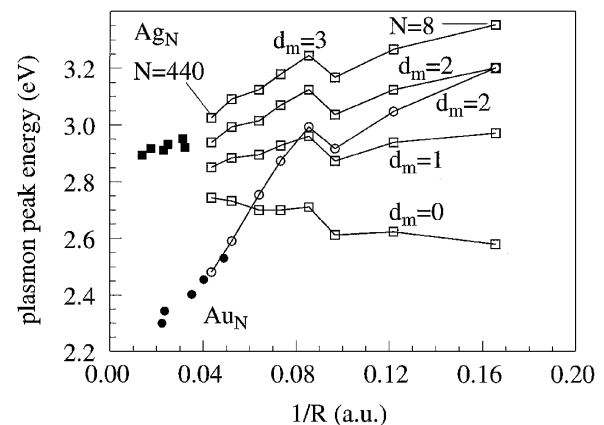 Ag_N
N=440
d_m=3
N=8
d_m=2
d_m=2
d_m=1
d_m=0
Au_N
plasmon peak energy (eV)
3.2
3.0
2.8
2.6
2.4
2.2
0.00 0.04 0.08 0.12 0.16 0.20
1/R (a.u.)